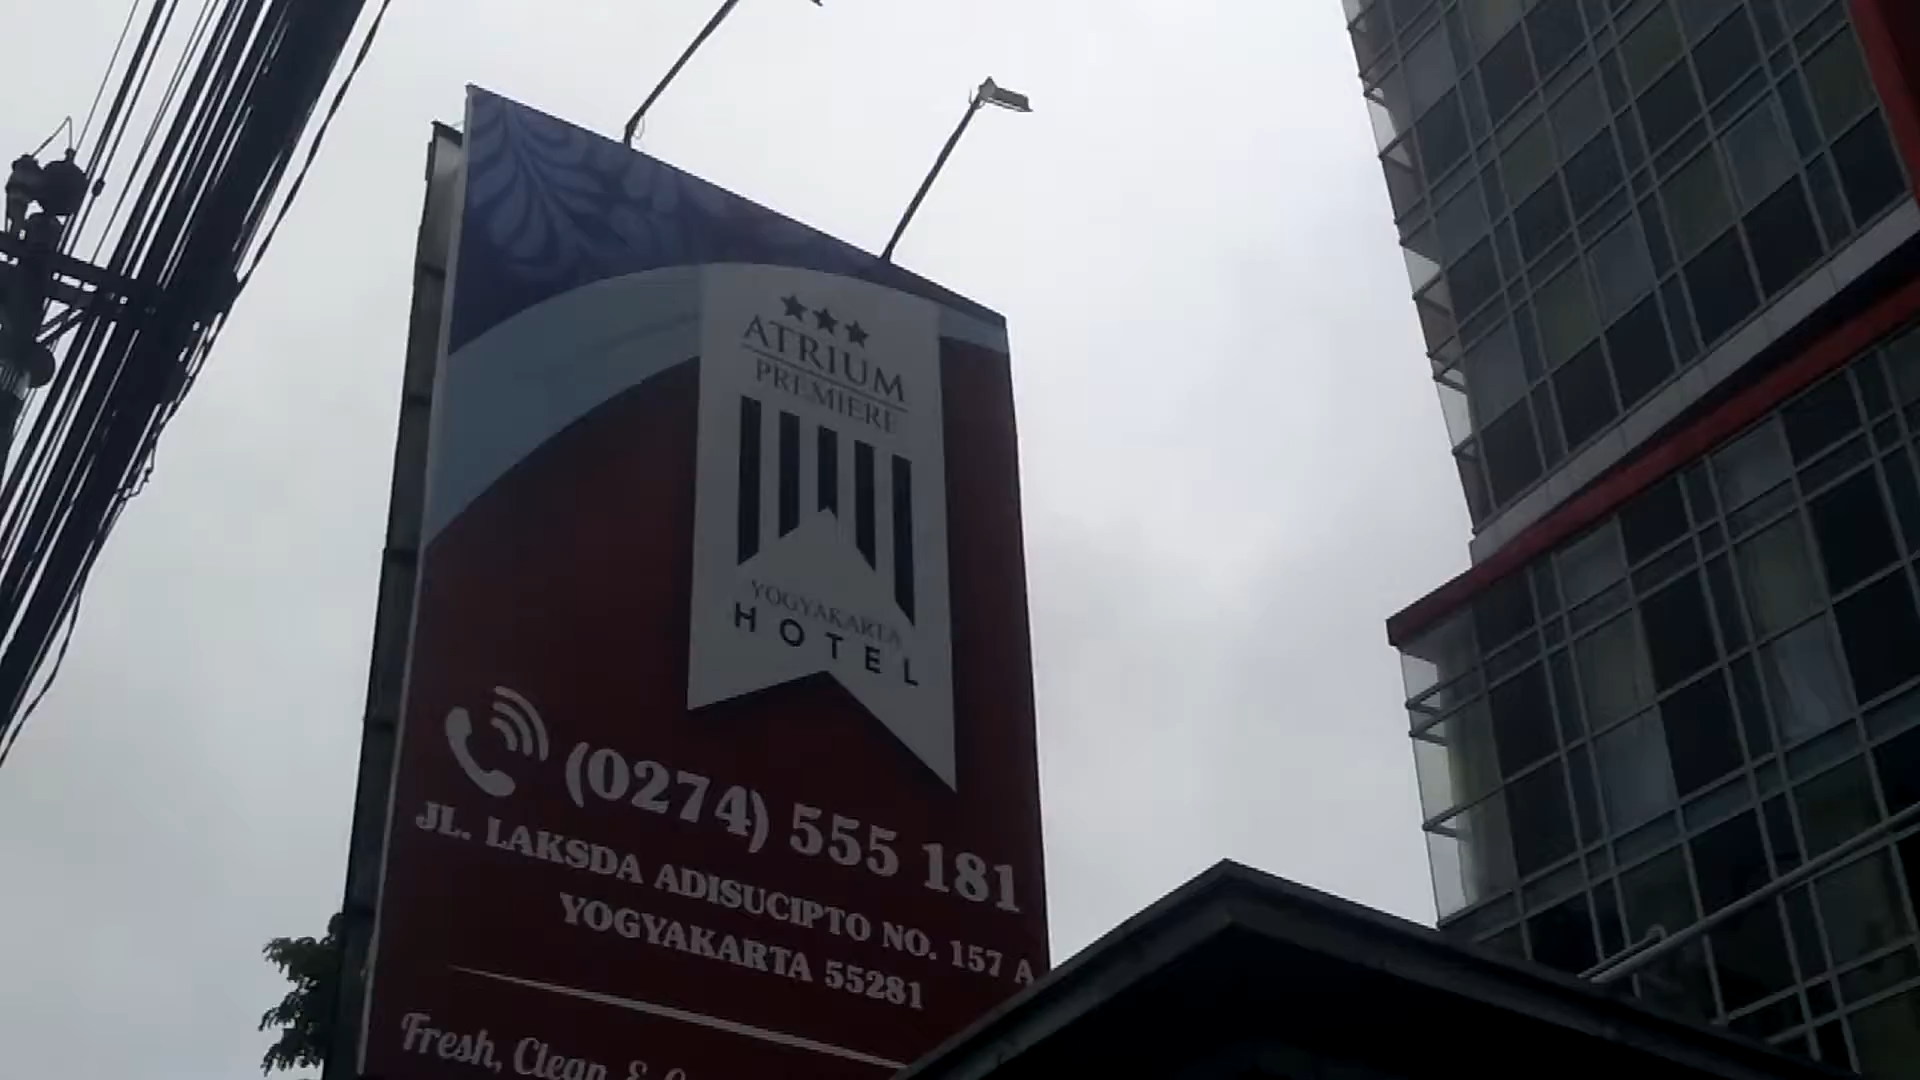 ATRIUM
PREMIERE
YOGYAKARTA
HOTEL
(0274) 555 181
JL. LAKSDA ADISUCIPTO NO. 157 A
YOGYAKARTA 55281
Fresh, Clean &